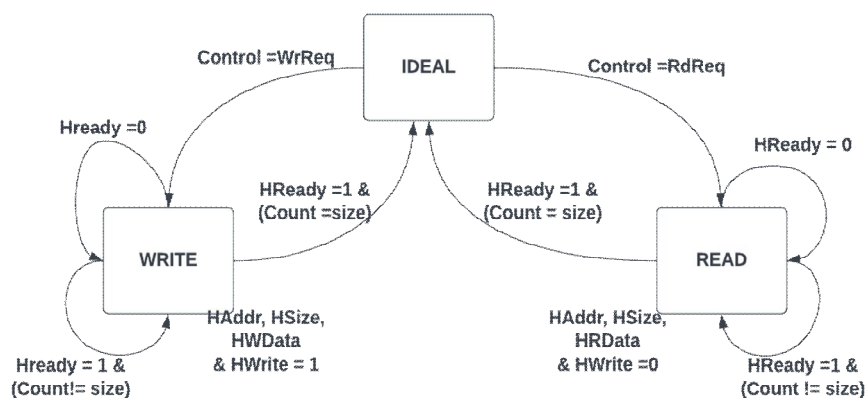 IDEAL
Control =WrReq
Control =RdReq
Hready =0
HReady = 0
HReady =1 &
(Count =size)
HReady =1 &
(Count = size)
WRITE
READ
HAddr, HSize,
HWData
& HWrite = 1
HAddr, HSize,
HRData
& HWrite =0
Hready = 1 &
(Count!= size)
HReady =1 &
(Count != size)